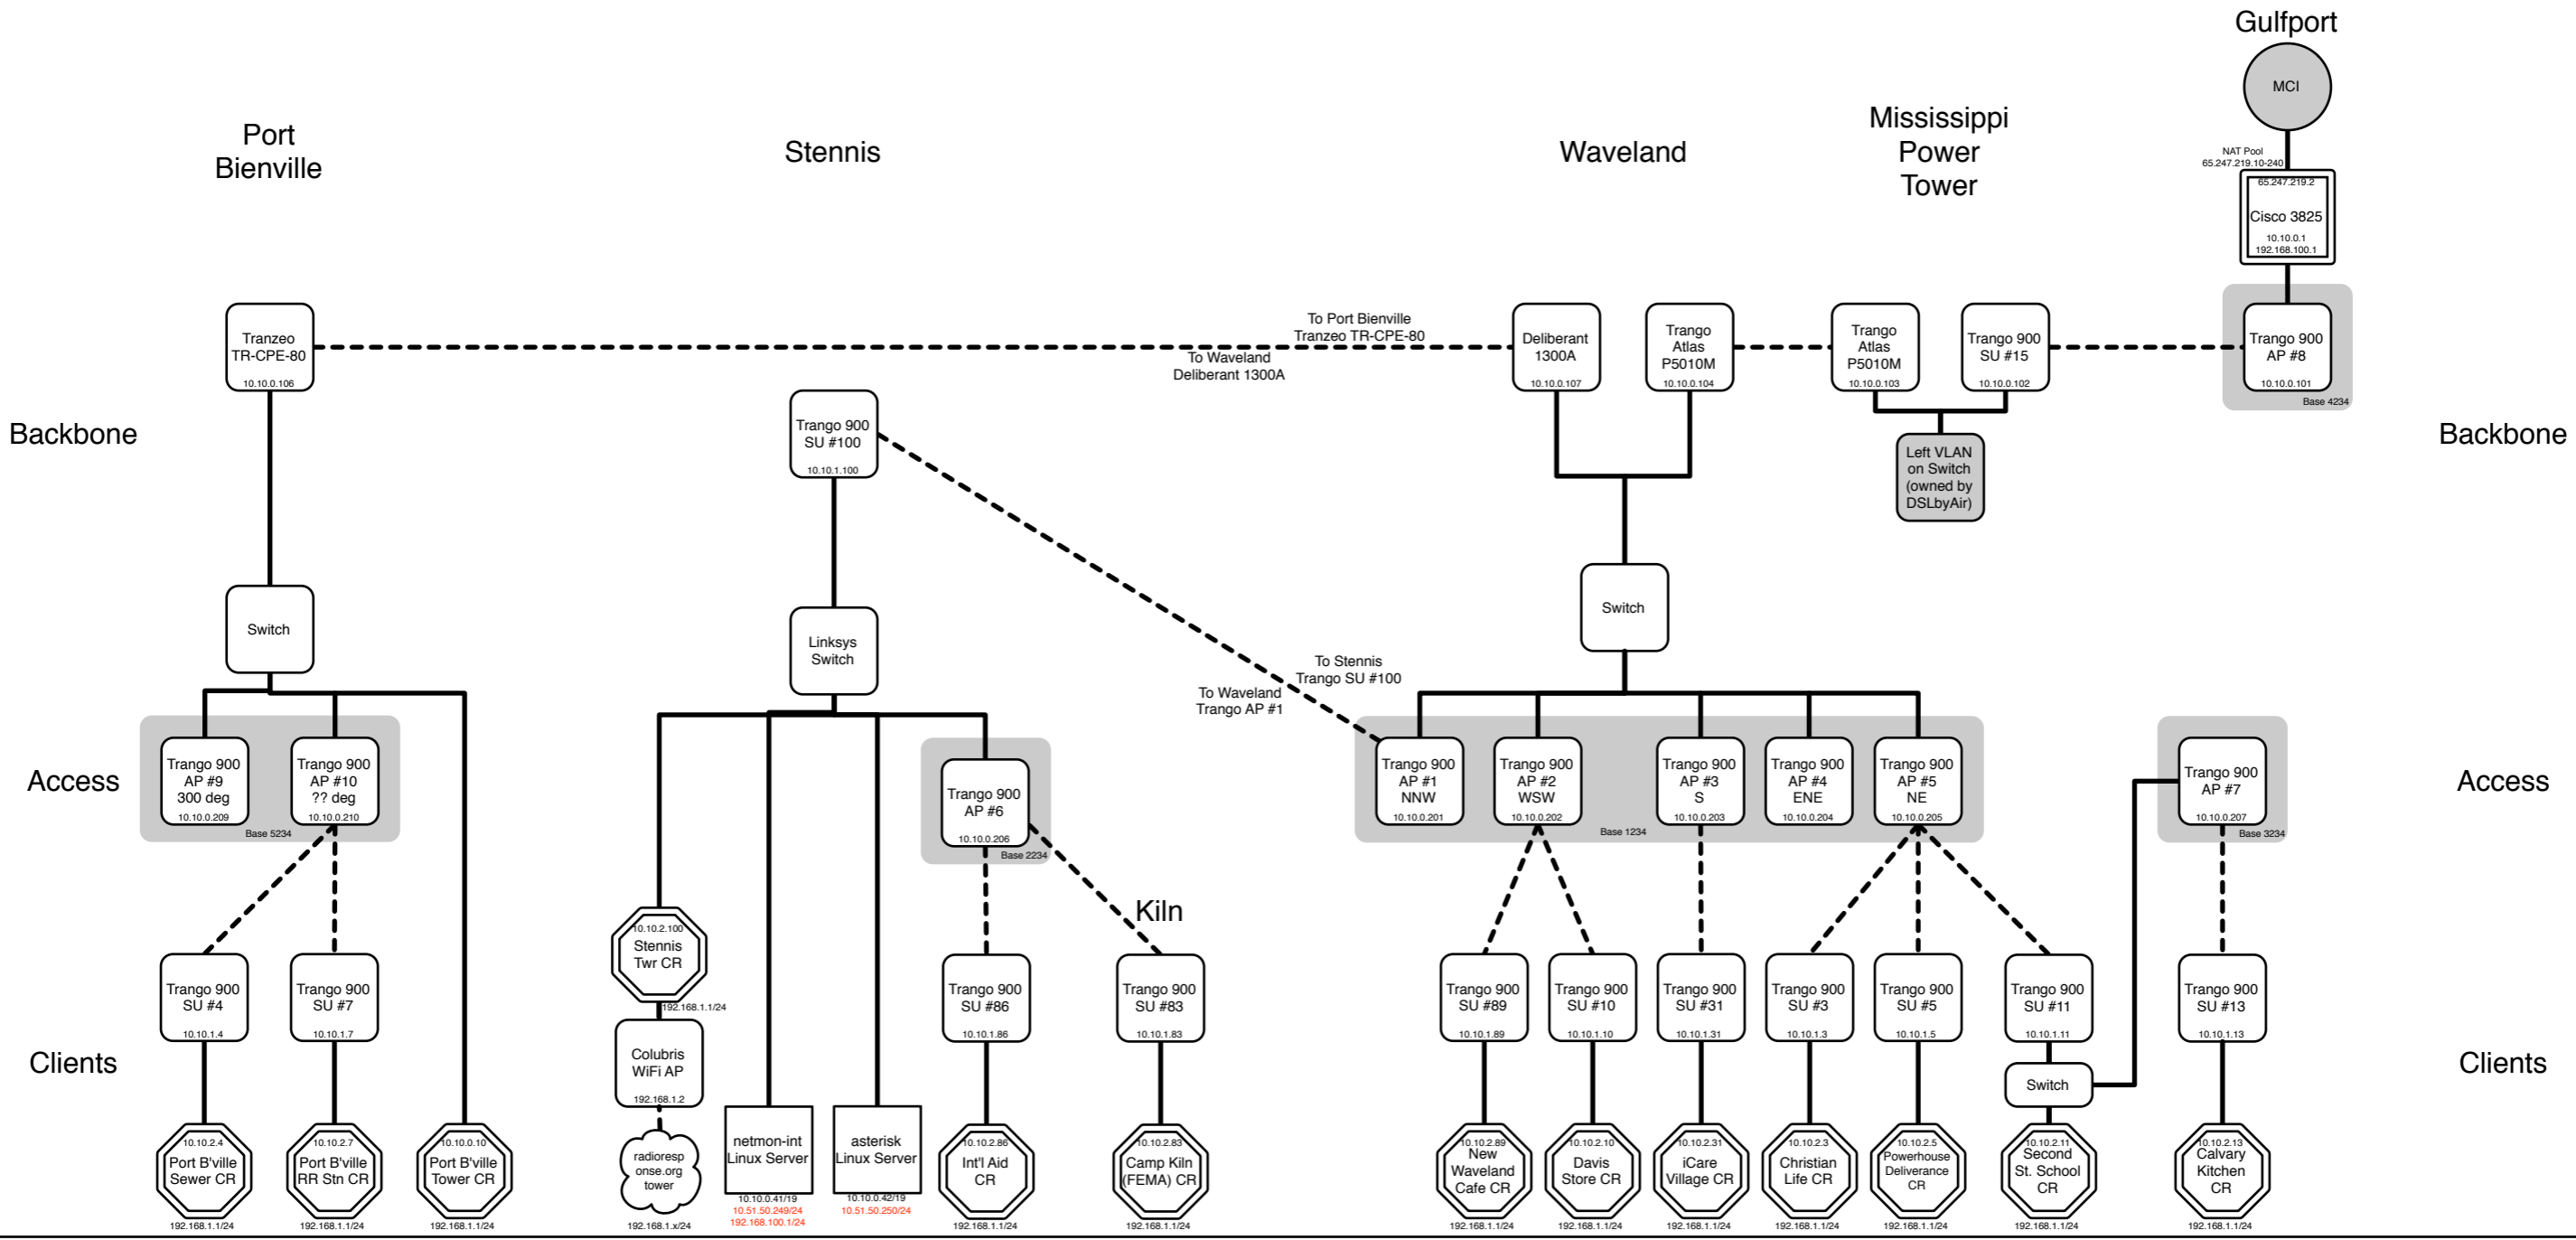 Gulfport
MCI
NAT Pool
65.247.219.10-240
65.247.219.2
Cisco 3825
10.10.0.1
192.168.100.1
Port
Bienville
Stennis
Waveland
Mississippi
Power
Tower
Backbone
Tranzeo
TR-CPE-80
10.10.0.106
To Port Bienville
Tranzeo TR-CPE-80
To Waveland
Deliberant 1300A
Deliberant
1300A
10.10.0.107
Trango
Atlas
P5010M
10.10.0.104
Trango
Atlas
P5010M
10.10.0.103
Trango 900
SU #15
10.10.0.102
Trango 900
AP #8
10.10.0.101
Base 4234
Trango 900
SU #100
10.10.1.100
Left VLAN
on Switch
(owned by
DSLbyAir)
Backbone
Switch
Linksys
Switch
Switch
To Stennis
Trango SU #100
To Waveland
Trango AP #1
Access
Trango 900
AP #9
300 deg
10.10.0.209
Trango 900
AP #10
?? deg
10.10.0.210
Base 5234
Trango 900
AP #6
10.10.0.206
Base 2234
Trango 900
AP #1
NNW
10.10.0.201
Trango 900
AP #2
WSW
10.10.0.202
Trango 900
AP #3
S
10.10.0.203
Trango 900
AP #4
ENE
10.10.0.204
Trango 900
AP #5
NE
10.10.0.205
Base 1234
Trango 900
AP #7
10.10.0.207
Base 3234
Access
Kiln
Clients
Trango 900
SU #4
10.10.1.4
Trango 900
SU #7
10.10.1.7
10.10.2.100
Stennis
Twr CR
192.168.1.1/24
Colubris
WiFi AP
192.168.1.2
Trango 900
SU #86
10.10.1.86
Trango 900
SU #83
10.10.1.83
Trango 900
SU #89
10.10.1.89
Trango 900
SU #10
10.10.1.10
Trango 900
SU #31
10.10.1.31
Trango 900
SU #3
10.10.1.3
Trango 900
SU #5
10.10.1.5
Trango 900
SU #11
10.10.1.11
Switch
Trango 900
SU #13
10.10.1.13
Clients
10.10.2.4
Port B'ville
Sewer CR
192.168.1.1/24
10.10.2.7
Port B'ville
RR Stn CR
192.168.1.1/24
10.10.0.10
Port B'ville
Tower CR
192.168.1.1/24
radioresp
onse.org
tower
192.168.1.x/24
netmon-int
Linux Server
10.10.0.41/19
10.51.50.249/24
192.168.100.1/24
asterisk
Linux Server
10.10.0.42/19
10.51.50.250/24
10.10.2.86
Int'l Aid
CR
192.168.1.1/24
10.10.2.83
Camp Kiln
(FEMA) CR
192.168.1.1/24
10.10.2.89
New
Waveland
Cafe CR
192.168.1.1/24
10.10.2.10
Davis
Store CR
192.168.1.1/24
10.10.2.31
iCare
Village CR
192.168.1.1/24
10.10.2.3
Christian
Life CR
192.168.1.1/24
10.10.2.5
Powerhouse
Deliverance
CR
192.168.1.1/24
10.10.2.11
Second
St. School
CR
192.168.1.1/24
10.10.2.13
Calvary
Kitchen
CR
192.168.1.1/24